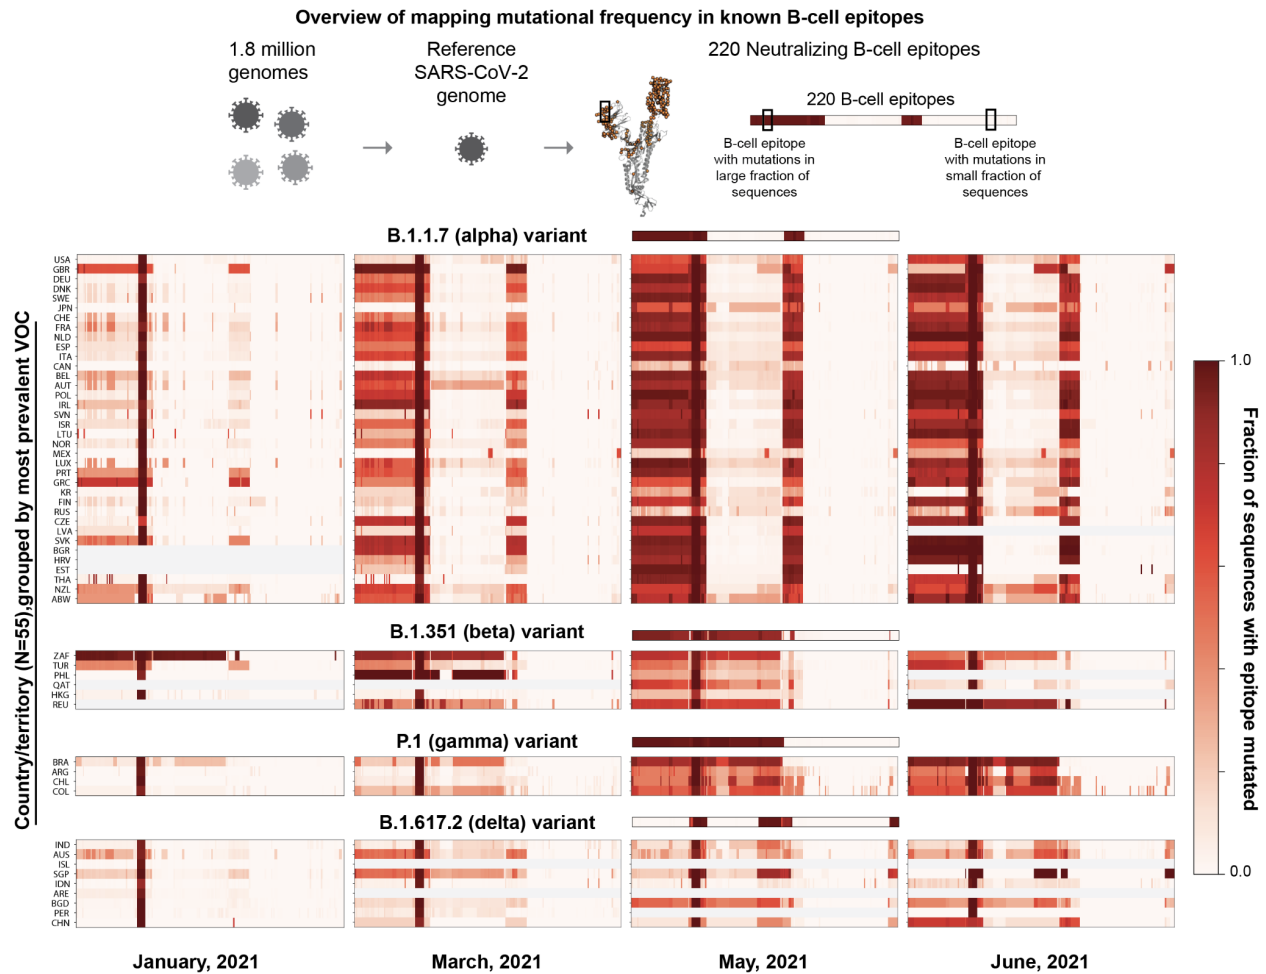 Overview of mapping mutational frequency in known B-cell epitopes
1.8 million
genomes
Reference
SARS-CoV-2
genome
220 Neutralizing B-cell epitopes
220 B-cell epitopes
B-cell epitope
with mutations in
large fraction of
sequences
B-cell epitope
with mutations in
small fraction of
sequences
Country/territory (N=55),grouped by most prevalent VOC
B.1.1.7 (alpha) variant
USA
GBR
DEU
DNK
SWE
JPN
CHE
FRA
NLD
ESP
ITA
CAN
BEL
AUT
POL
IRL
SVN
ISR
LTU
NOR
MEX
LUX
PRT
GRC
KR
FIN
RUS
CZE
LVA
SVK
BGR
HRV
EST
THA
NZL
ABW
B.1.351 (beta) variant
ZAF
TUR
PHL
QAT
HKG
REU
P.1 (gamma) variant
BRA
ARG
CHL
COL
B.1.617.2 (delta) variant
IND
AUS
ISL
SGP
IDN
ARE
BGD
PER
CHN
January, 2021
March, 2021
May, 2021
June, 2021
1.0
0.0
Fraction of sequences with epitope mutated